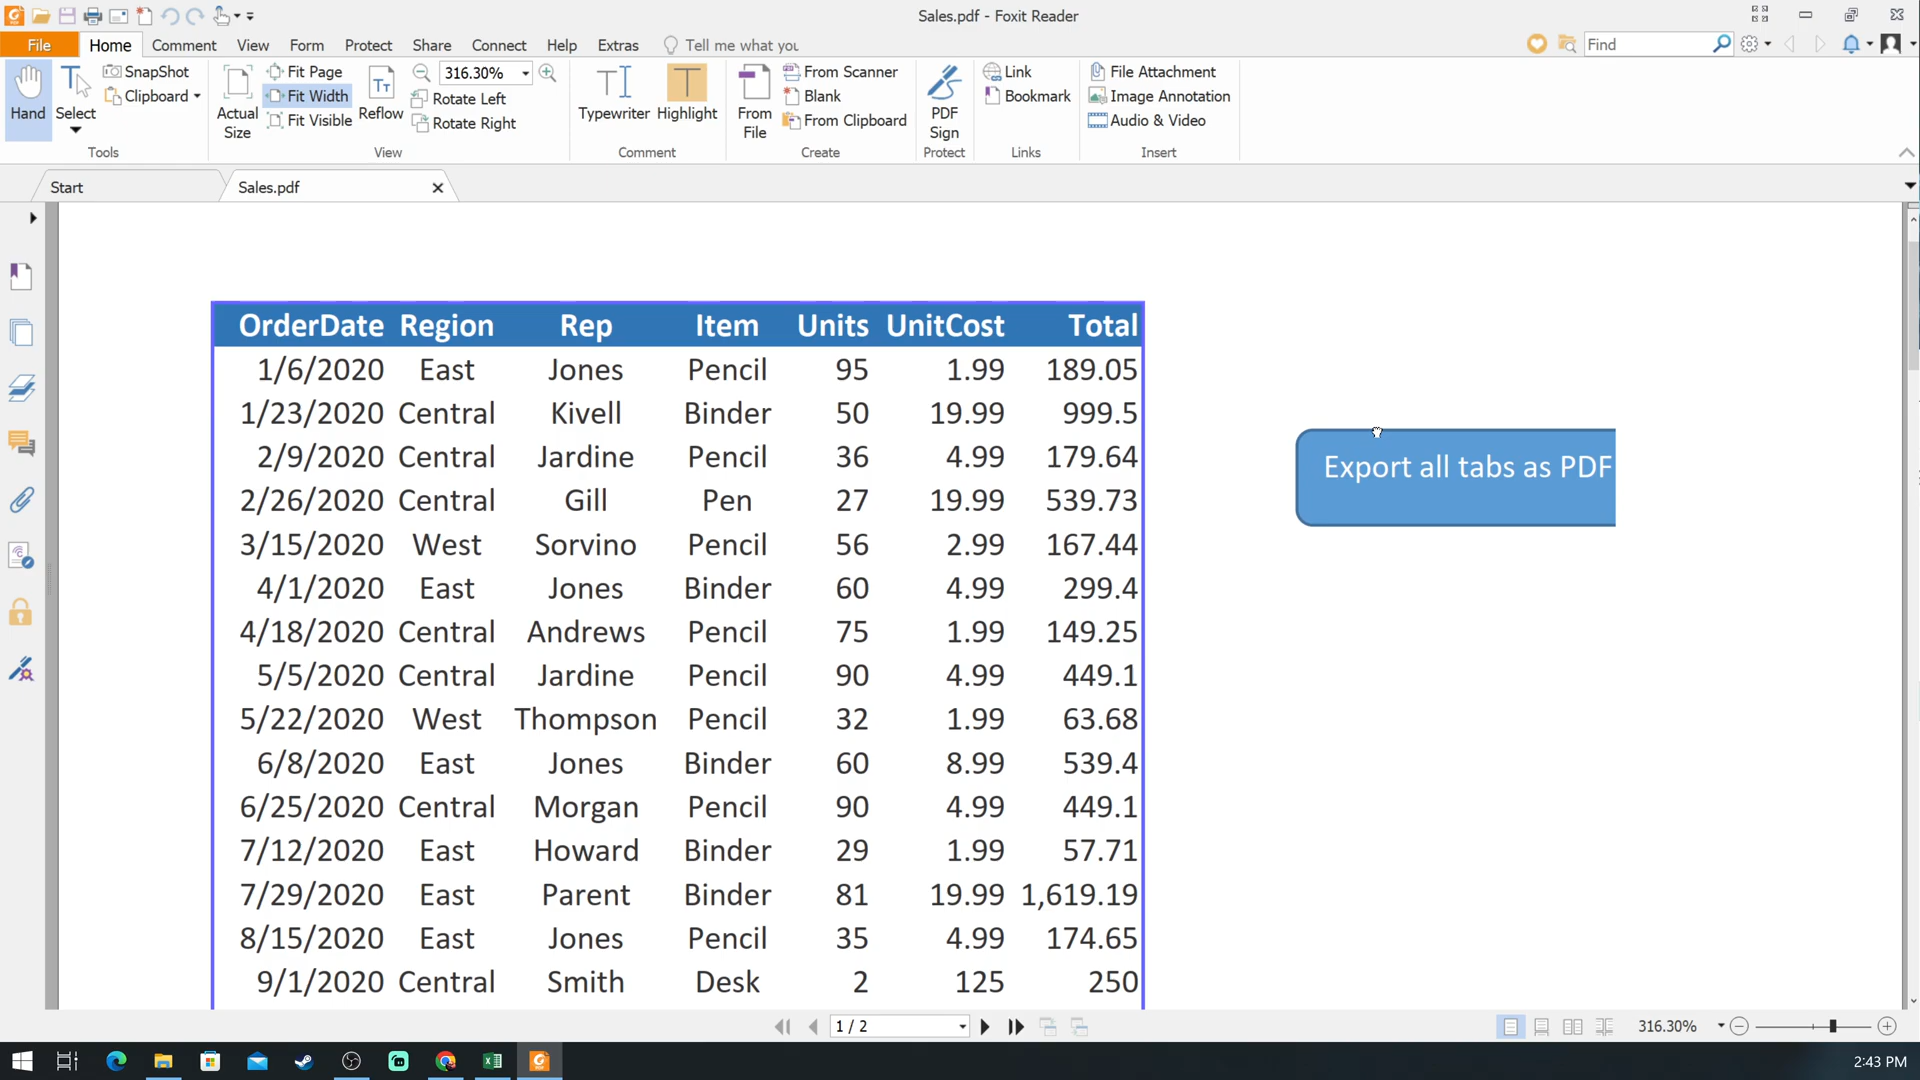 Sales.pdf - Foxit Reader
File Home Comment View Form Protect Share Connect Help Extras Tell me what you Find
Hand
Select
SnapShot
Clipboard
Tools
Actual Size
Fit Page
Fit Width
Fit Visible
Reflow
316.30%
Rotate Left
Rotate Right
View
Typewriter
Highlight
Comment
From File
From Scanner
Blank
From Clipboard
Create
PDF Sign
Protect
Link
Bookmark
Links
File Attachment
Image Annotation
Audio & Video
Insert
Start
Sales.pdf
OrderDate Region Rep Item Units UnitCost Total
1/6/2020 East Jones Pencil 95 1.99 189.05
1/23/2020 Central Kivell Binder 50 19.99 999.5
2/9/2020 Central Jardine Pencil 36 4.99 179.64
2/26/2020 Central Gill Pen 27 19.99 539.73
3/15/2020 West Sorvino Pencil 56 2.99 167.44
4/1/2020 East Jones Binder 60 4.99 299.4
4/18/2020 Central Andrews Pencil 75 1.99 149.25
5/5/2020 Central Jardine Pencil 90 4.99 449.1
5/22/2020 West Thompson Pencil 32 1.99 63.68
6/8/2020 East Jones Binder 60 8.99 539.4
6/25/2020 Central Morgan Pencil 90 4.99 449.1
7/12/2020 East Howard Binder 29 1.99 57.71
7/29/2020 East Parent Binder 81 19.99 1,619.19
8/15/2020 East Jones Pencil 35 4.99 174.65
9/1/2020 Central Smith Desk 2 125 250
Export all tabs as PDF
1 / 2
316.30%
2:43 PM